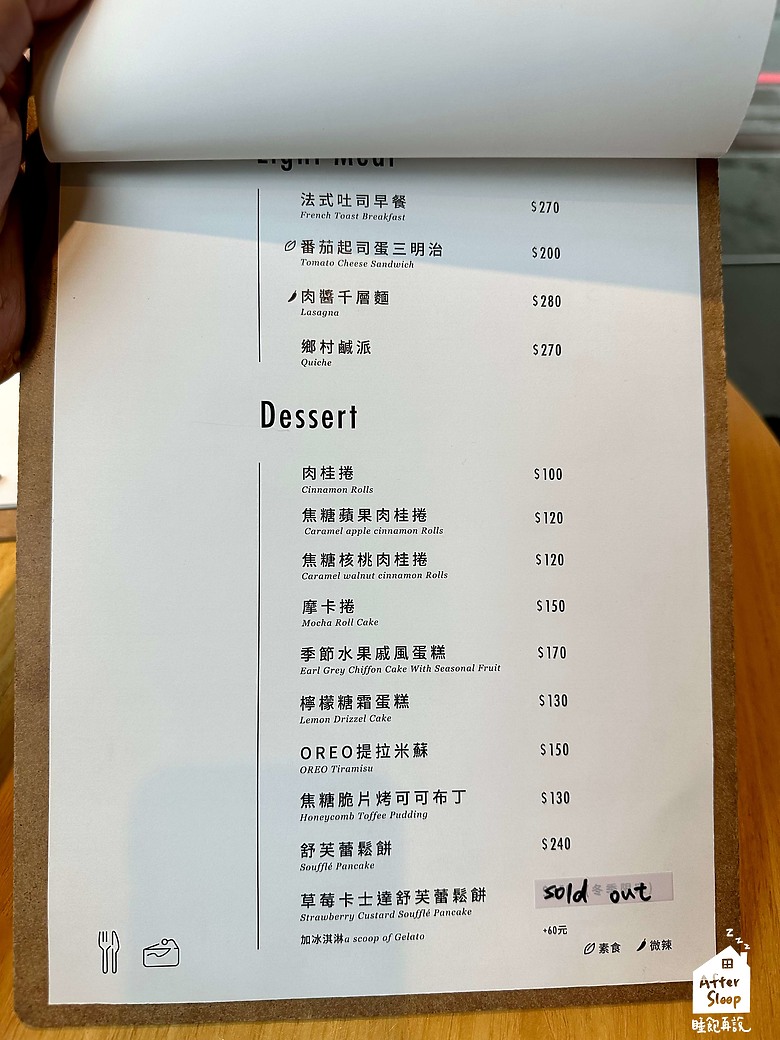 Light Meal
法式吐司早餐 $270
French Toast Breakfast
番茄起司蛋三明治 $200
Tomato Cheese Sandwich
肉醬千層麵 $280
Lasagna
鄉村鹹派 $270
Quiche
Dessert
肉桂捲 $100
Cinnamon Rolls
焦糖蘋果肉桂捲 $120
Caramel apple cinnamon Rolls
焦糖核桃肉桂捲 $120
Caramel walnut cinnamon Rolls
摩卡捲 $150
Mocha Roll Cake
季節水果戚風蛋糕 $170
Earl Grey Chiffon Cake With Seasonal Fruit
檸檬糖霜蛋糕 $130
Lemon Drizzel Cake
OREO提拉米蘇 $150
OREO Tiramisu
焦糖脆片烤可可布丁 $130
Honeycomb Toffee Pudding
舒芙蕾鬆餅 $240
Soufflé Pancake
草莓卡士達舒芙蕾鬆餅 sold out
Strawberry Custard Soufflé Pancake
加冰淇淋a scoop of Gelato +60元
素食 微辣
zzzz
After
Sloop
睡飽再說